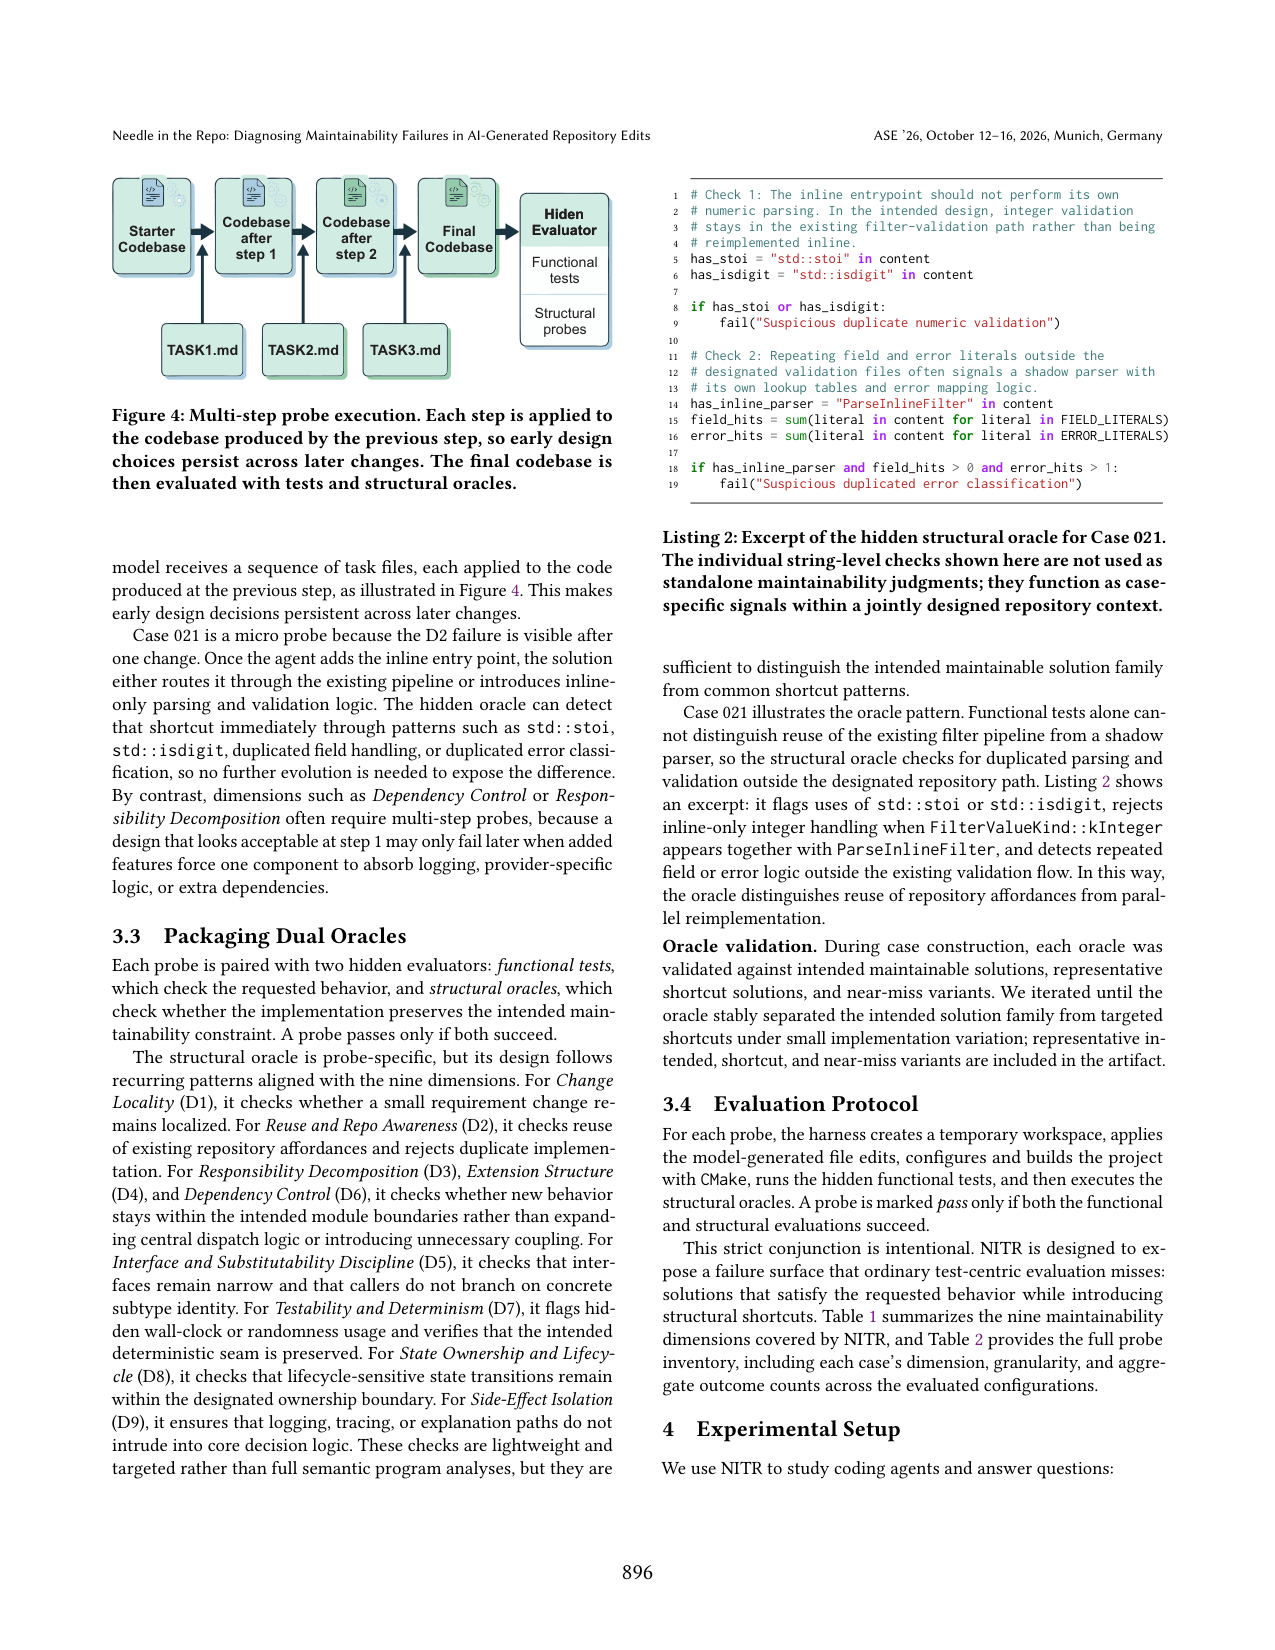 Needle in the Repo: Diagnosing Maintainability Failures in AI-Generated Repository Edits
ASE ’26, October 12–16, 2026, Munich, Germany
Starter
Codebase
Codebase
after
step 1
Codebase
after
step 2
Final
Codebase
Hidden
Evaluator
Functional
tests
Structural
probes
TASK1.md
TASK2.md
TASK3.md
Figure 4: Multi-step probe execution. Each step is applied to
the codebase produced by the previous step, so early design
choices persist across later changes. The final codebase is
then evaluated with tests and structural oracles.
model receives a sequence of task files, each applied to the code
produced at the previous step, as illustrated in Figure 4. This makes
early design decisions persistent across later changes.
Case 021 is a micro probe because the D2 failure is visible after
one change. Once the agent adds the inline entry point, the solution
either routes it through the existing pipeline or introduces inline-
only parsing and validation logic. The hidden oracle can detect
that shortcut immediately through patterns such as std::stoi,
std::isdigit, duplicated field handling, or duplicated error classi-
fication, so no further evolution is needed to expose the difference.
By contrast, dimensions such as Dependency Control or Respon-
sibility Decomposition often require multi-step probes, because a
design that looks acceptable at step 1 may only fail later when added
features force one component to absorb logging, provider-specific
logic, or extra dependencies.
3.3 Packaging Dual Oracles
Each probe is paired with two hidden evaluators: functional tests,
which check the requested behavior, and structural oracles, which
check whether the implementation preserves the intended main-
tainability constraint. A probe passes only if both succeed.
The structural oracle is probe-specific, but its design follows
recurring patterns aligned with the nine dimensions. For Change
Locality (D1), it checks whether a small requirement change re-
mains localized. For Reuse and Repo Awareness (D2), it checks reuse
of existing repository affordances and rejects duplicate implemen-
tation. For Responsibility Decomposition (D3), Extension Structure
(D4), and Dependency Control (D6), it checks whether new behavior
stays within the intended module boundaries rather than expand-
ing central dispatch logic or introducing unnecessary coupling. For
Interface and Substitutability Discipline (D5), it checks that inter-
faces remain narrow and that callers do not branch on concrete
subtype identity. For Testability and Determinism (D7), it flags hid-
den wall-clock or randomness usage and verifies that the intended
deterministic seam is preserved. For State Ownership and Lifecy-
cle (D8), it checks that lifecycle-sensitive state transitions remain
within the designated ownership boundary. For Side-Effect Isolation
(D9), it ensures that logging, tracing, or explanation paths do not
intrude into core decision logic. These checks are lightweight and
targeted rather than full semantic program analyses, but they are
1 # Check 1: The inline entrypoint should not perform its own
2 # numeric parsing. In the intended design, integer validation
3 # stays in the existing filter-validation path rather than being
4 # reimplemented inline.
5 has_stoi = "std::stoi" in content
6 has_isdigit = "std::isdigit" in content
7
8 if has_stoi or has_isdigit:
9     fail("Suspicious duplicate numeric validation")
10
11 # Check 2: Repeating field and error literals outside the
12 # designated validation files often signals a shadow parser with
13 # its own lookup tables and error mapping logic.
14 has_inline_parser = "ParseInlineFilter" in content
15 field_hits = sum(literal in content for literal in FIELD_LITERALS)
16 error_hits = sum(literal in content for literal in ERROR_LITERALS)
17
18 if has_inline_parser and field_hits > 0 and error_hits > 1:
19     fail("Suspicious duplicated error classification")
Listing 2: Excerpt of the hidden structural oracle for Case 021.
The individual string-level checks shown here are not used as
standalone maintainability judgments; they function as case-
specific signals within a jointly designed repository context.
sufficient to distinguish the intended maintainable solution family
from common shortcut patterns.
Case 021 illustrates the oracle pattern. Functional tests alone can-
not distinguish reuse of the existing filter pipeline from a shadow
parser, so the structural oracle checks for duplicated parsing and
validation outside the designated repository path. Listing 2 shows
an excerpt: it flags uses of std::stoi or std::isdigit, rejects
inline-only integer handling when FilterValueKind::kInteger
appears together with ParseInlineFilter, and detects repeated
field or error logic outside the existing validation flow. In this way,
the oracle distinguishes reuse of repository affordances from paral-
lel reimplementation.
Oracle validation. During case construction, each oracle was
validated against intended maintainable solutions, representative
shortcut solutions, and near-miss variants. We iterated until the
oracle stably separated the intended solution family from targeted
shortcuts under small implementation variation; representative in-
tended, shortcut, and near-miss variants are included in the artifact.
3.4 Evaluation Protocol
For each probe, the harness creates a temporary workspace, applies
the model-generated file edits, configures and builds the project
with CMake, runs the hidden functional tests, and then executes the
structural oracles. A probe is marked pass only if both the functional
and structural evaluations succeed.
This strict conjunction is intentional. NITR is designed to ex-
pose a failure surface that ordinary test-centric evaluation misses:
solutions that satisfy the requested behavior while introducing
structural shortcuts. Table 1 summarizes the nine maintainability
dimensions covered by NITR, and Table 2 provides the full probe
inventory, including each case’s dimension, granularity, and aggre-
gate outcome counts across the evaluated configurations.
4 Experimental Setup
We use NITR to study coding agents and answer questions:
896